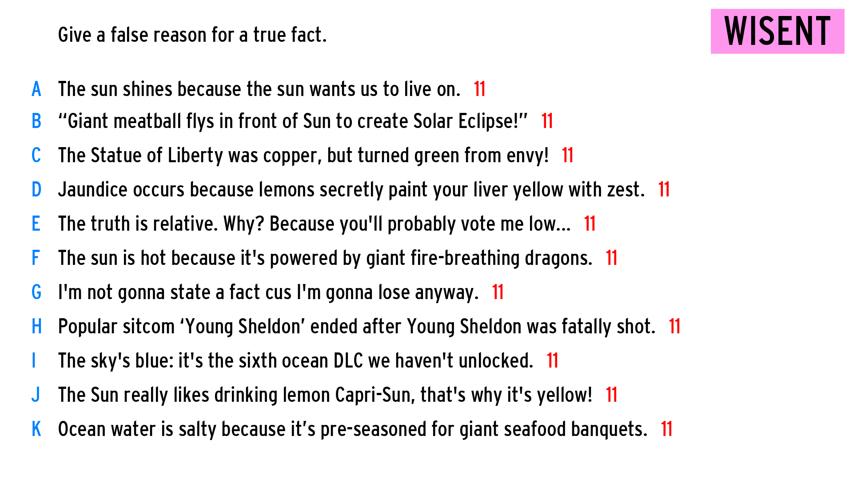 Give a false reason for a true fact.
WISENT
A The sun shines because the sun wants us to live on. 11
B “Giant meatball flys in front of Sun to create Solar Eclipse!” 11
C The Statue of Liberty was copper, but turned green from envy! 11
D Jaundice occurs because lemons secretly paint your liver yellow with zest. 11
E The truth is relative. Why? Because you'll probably vote me low... 11
F The sun is hot because it's powered by giant fire-breathing dragons. 11
G I'm not gonna state a fact cus I'm gonna lose anyway. 11
H Popular sitcom ‘Young Sheldon’ ended after Young Sheldon was fatally shot. 11
I The sky's blue: it's the sixth ocean DLC we haven't unlocked. 11
J The Sun really likes drinking lemon Capri-Sun, that's why it's yellow! 11
K Ocean water is salty because it’s pre-seasoned for giant seafood banquets. 11